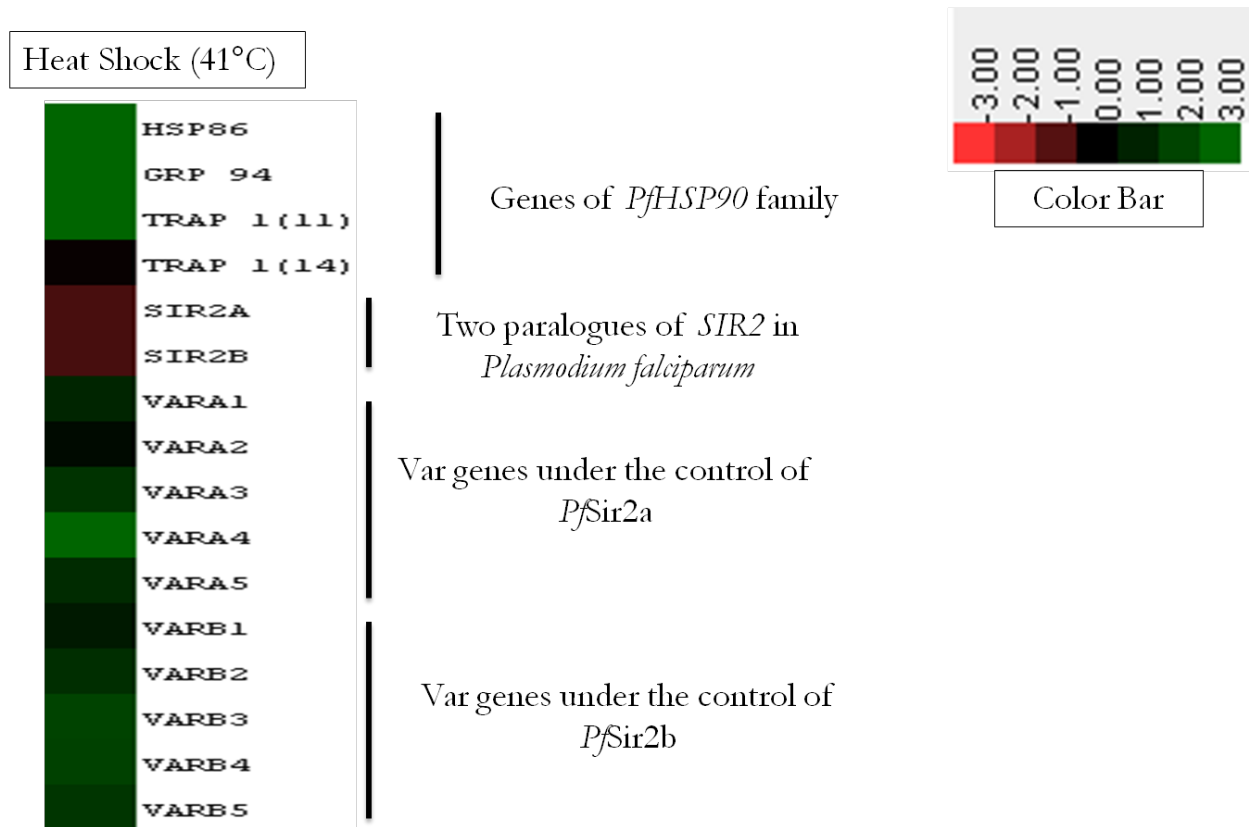 Heat Shock (41°C)
HSP86
GRP 94
TRAP 1(11)
TRAP 1(14)
SIR2A
SIR2B
VARA1
VARA2
VARA3
VARA4
VARA5
VARB1
VARB2
VARB3
VARB4
VARB5
Genes of PfHSP90 family
Two paralogues of SIR2 in
Plasmodium falciparum
Var genes under the control of
PfSir2a
Var genes under the control of
PfSir2b
-3.00
-2.00
-1.00
0.00
1.00
2.00
3.00
Color Bar